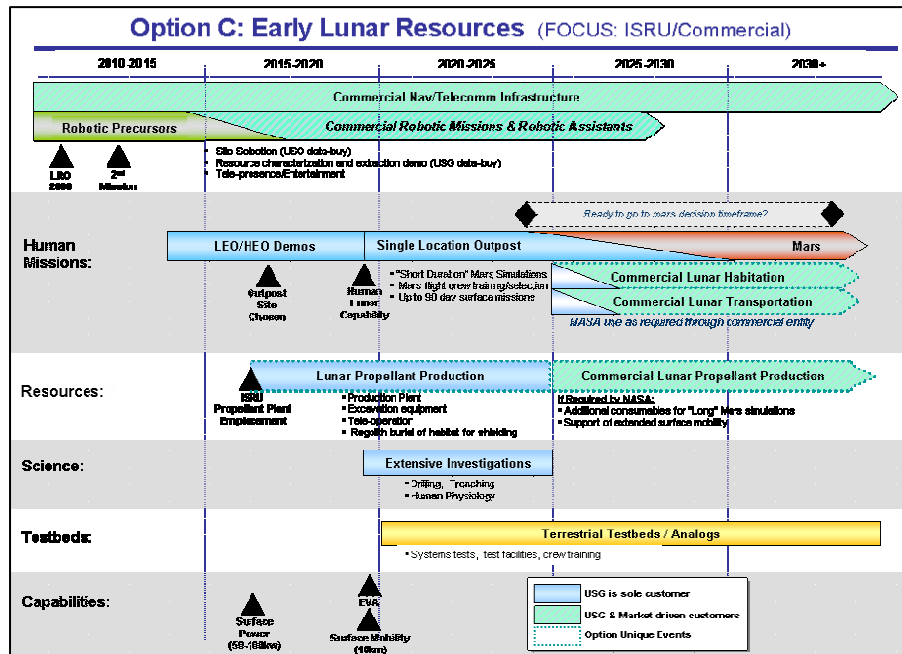 Option C: Early Lunar Resources (FOCUS: ISRU/Commercial)
2010-2015 2015-2020 2020-2025 2025-2030 2030+
Commercial Nav/Telecomm Infrastructure
Robotic Precursors
Commercial Robotic Missions & Robotic Assistants
LRO
2nd
Mission
▪ (USG data-buy)
▪ Resource characterization and extraction demo (USG data-buy)
▪ Tele-presence/Entertainment
Ready to go to mars decision timeframe?
Human
Missions:
LEO/HEO Demos
Single Location Outpost
Mars
▪ "Short Duration" Mars Simulations
▪ Mars flight crew training/selection
▪ Up to 90 day surface missions
Commercial Lunar Habitation
Commercial Lunar Transportation
NASA use as required through commercial entity
Outpost
Site
Chosen
Human
Lunar
Capability
Resources:
Lunar Propellant Production
Commercial Lunar Propellant Production
ISRU
Propellant Plant
Emplacement
▪ Production Plant
▪ Excavation equipment
▪ Tele-operation
▪ Regolith burial of habitat for shielding
If Required by NASA:
▪ Additional consumables for "Long" Mars simulations
▪ Support of extended surface mobility
Science:
Extensive Investigations
▪ Drilling, Trenching
▪ Human Physiology
Testbeds:
Terrestrial Testbeds / Analogs
▪ Systems tests, test facilities, crew training
Capabilities:
Surface
Power
EVA
Surface Mobility
(10km)
USG is sole customer
USG & Market driven customers
Option Unique Events